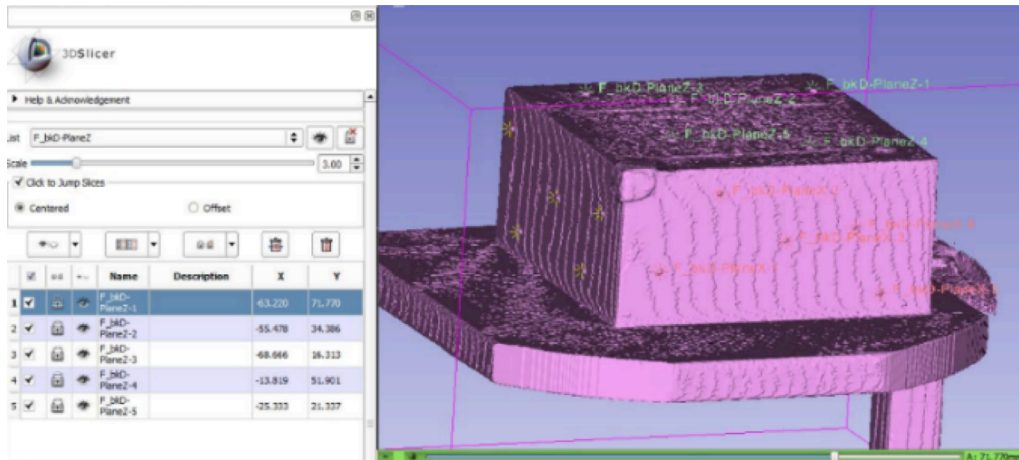 3DSlicer
Help & Acknowledgement
List F_bkD-PlaneZ
Scale 3.00
Click to Jump Slices
Centered Offset
Name Description X Y
1 F_bkD-PlaneZ-1 -63.220 71.770
2 F_bkD-PlaneZ-2 -55.478 34.386
3 F_bkD-PlaneZ-3 -68.666 16.313
4 F_bkD-PlaneZ-4 -13.819 51.901
5 F_bkD-PlaneZ-5 -25.333 21.337
F_bkD-PlaneZ-3
F_bkD-PlaneZ-1
F_bkD-PlaneZ-2
F_bkD-PlaneZ-5
F_bkD-PlaneZ-4
A: 71.770mm